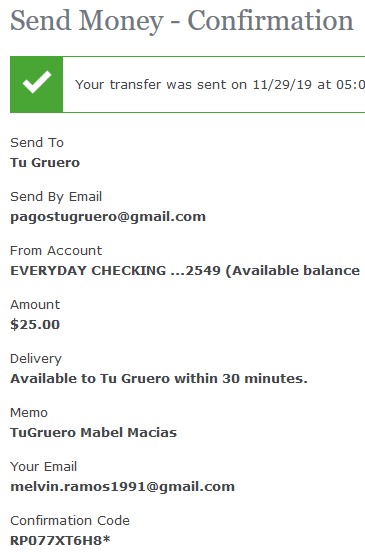 Send Money - Confirmation
Your transfer was sent on 11/29/19 at 05:0
Send To
Tu Gruero
Send By Email
pagostugruero@gmail.com
From Account
EVERYDAY CHECKING ...2549 (Available balance
Amount
$25.00
Delivery
Available to Tu Gruero within 30 minutes.
Memo
TuGruero Mabel Macias
Your Email
melvin.ramos1991@gmail.com
Confirmation Code
RP077XT6H8*